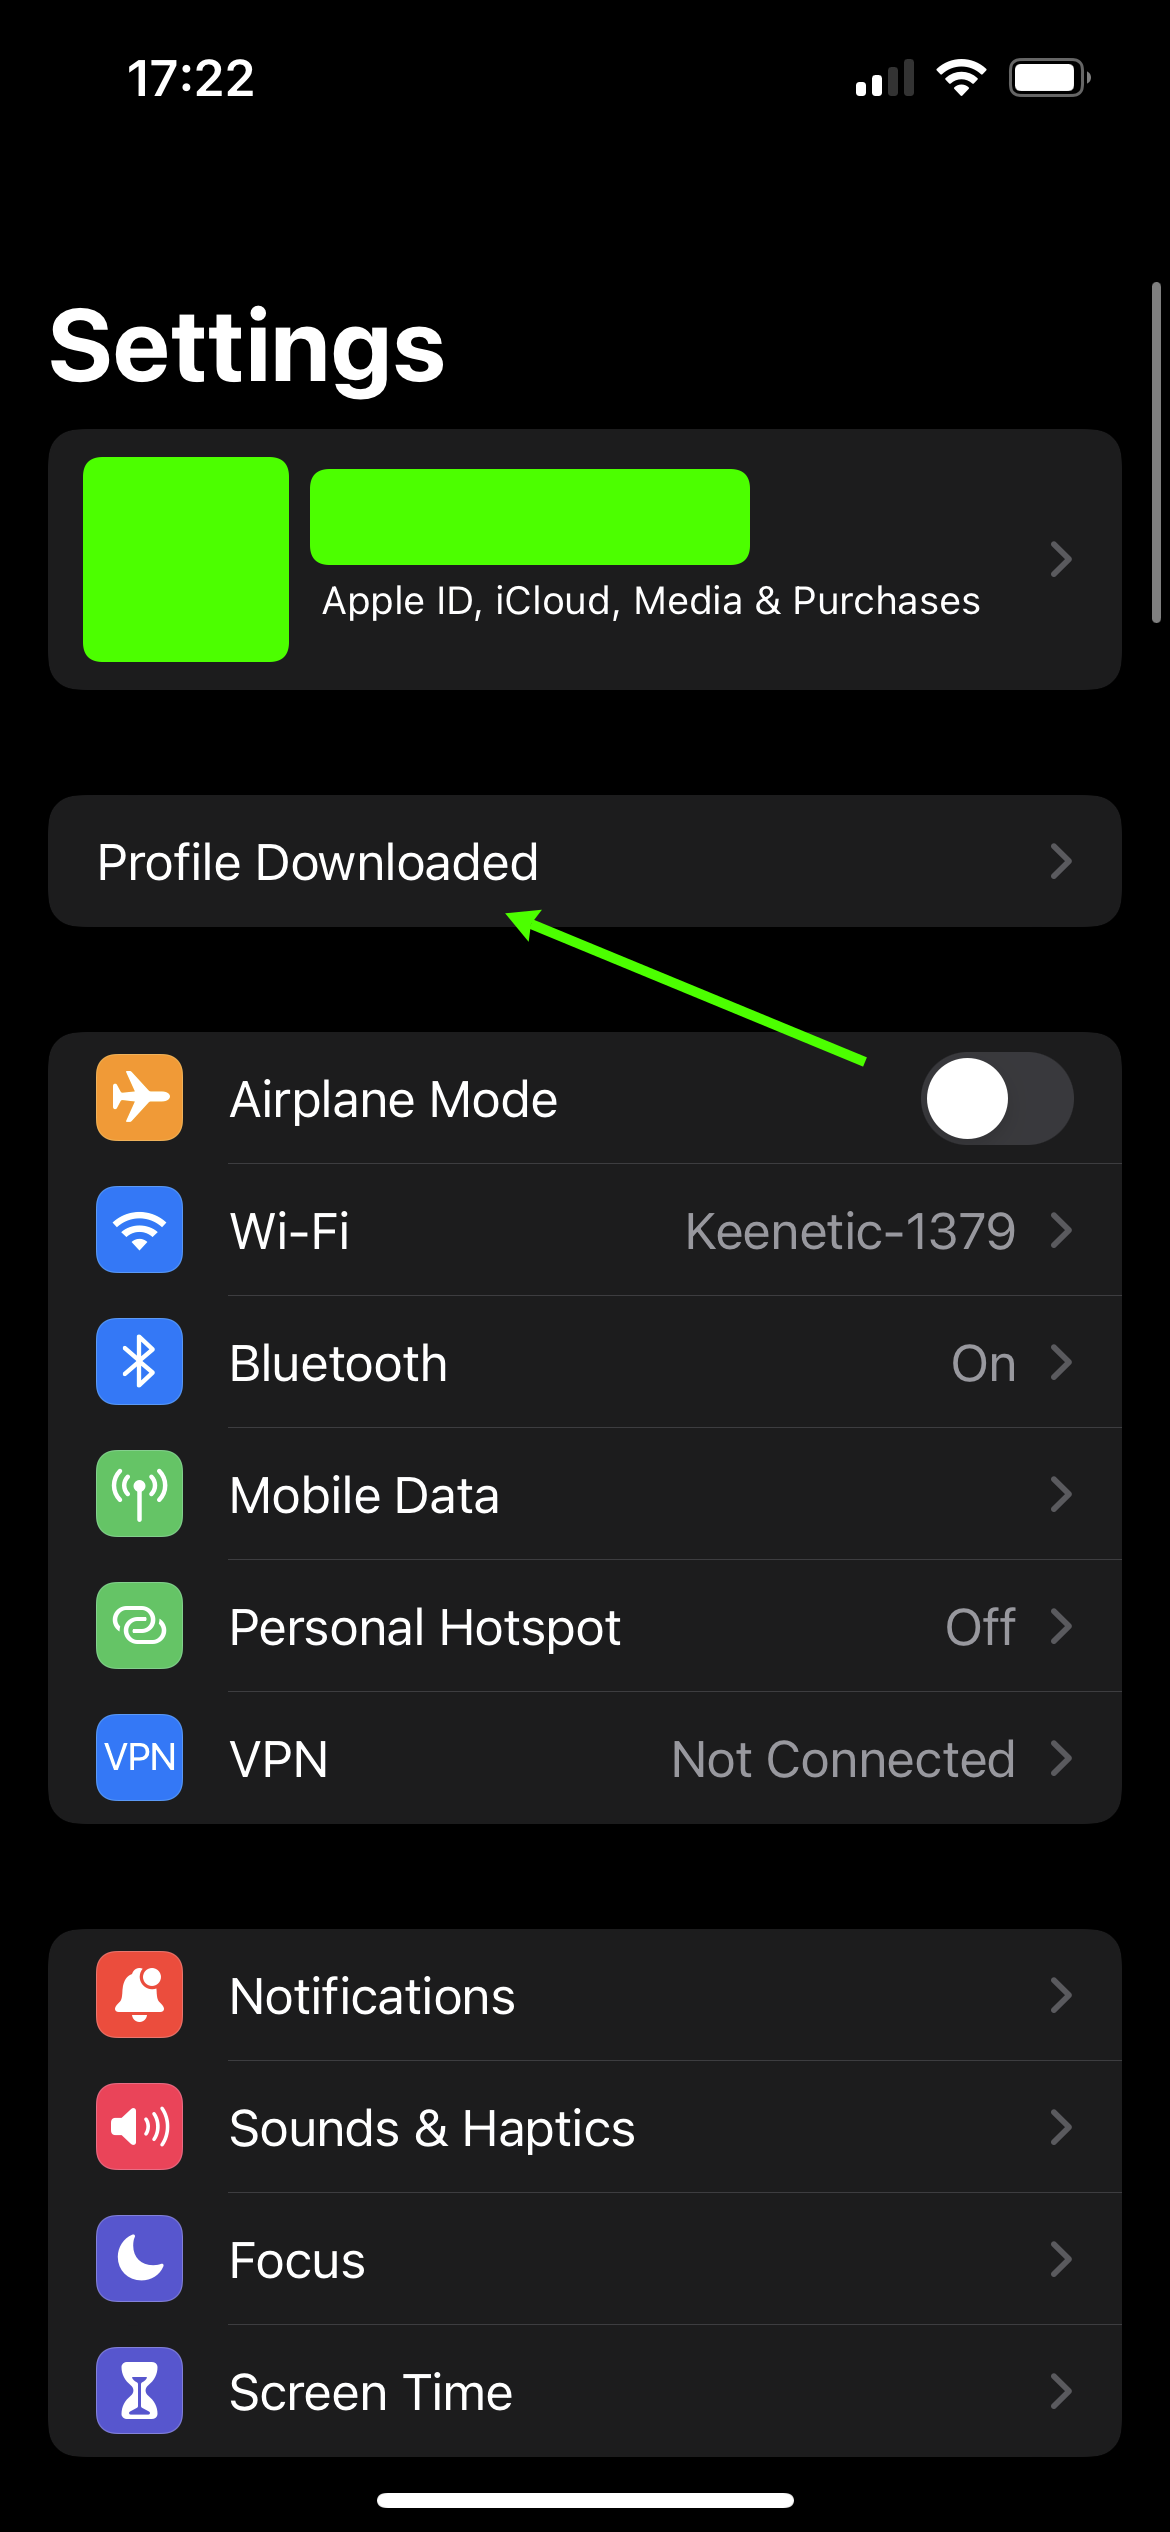 17:22
Settings
Apple ID, iCloud, Media & Purchases
Profile Downloaded
Airplane Mode
Wi-Fi Keenetic-1379
Bluetooth On
Mobile Data
Personal Hotspot Off
VPN VPN Not Connected
Notifications
Sounds & Haptics
Focus
Screen Time